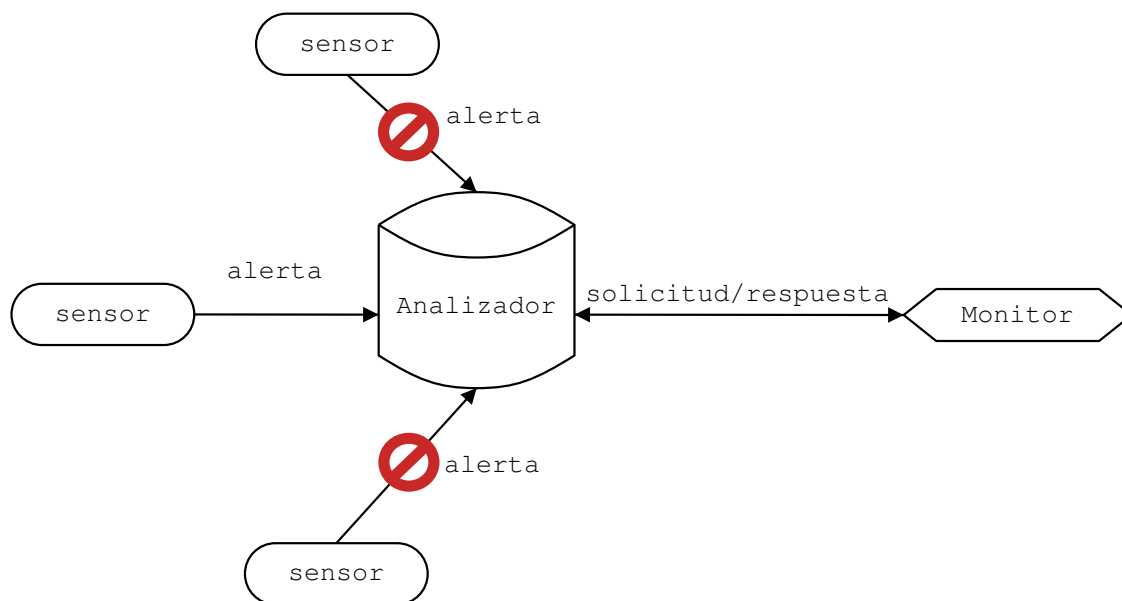 sensor
alerta
alerta
sensor
Analizador
solicitud/respuesta
Monitor
alerta
sensor